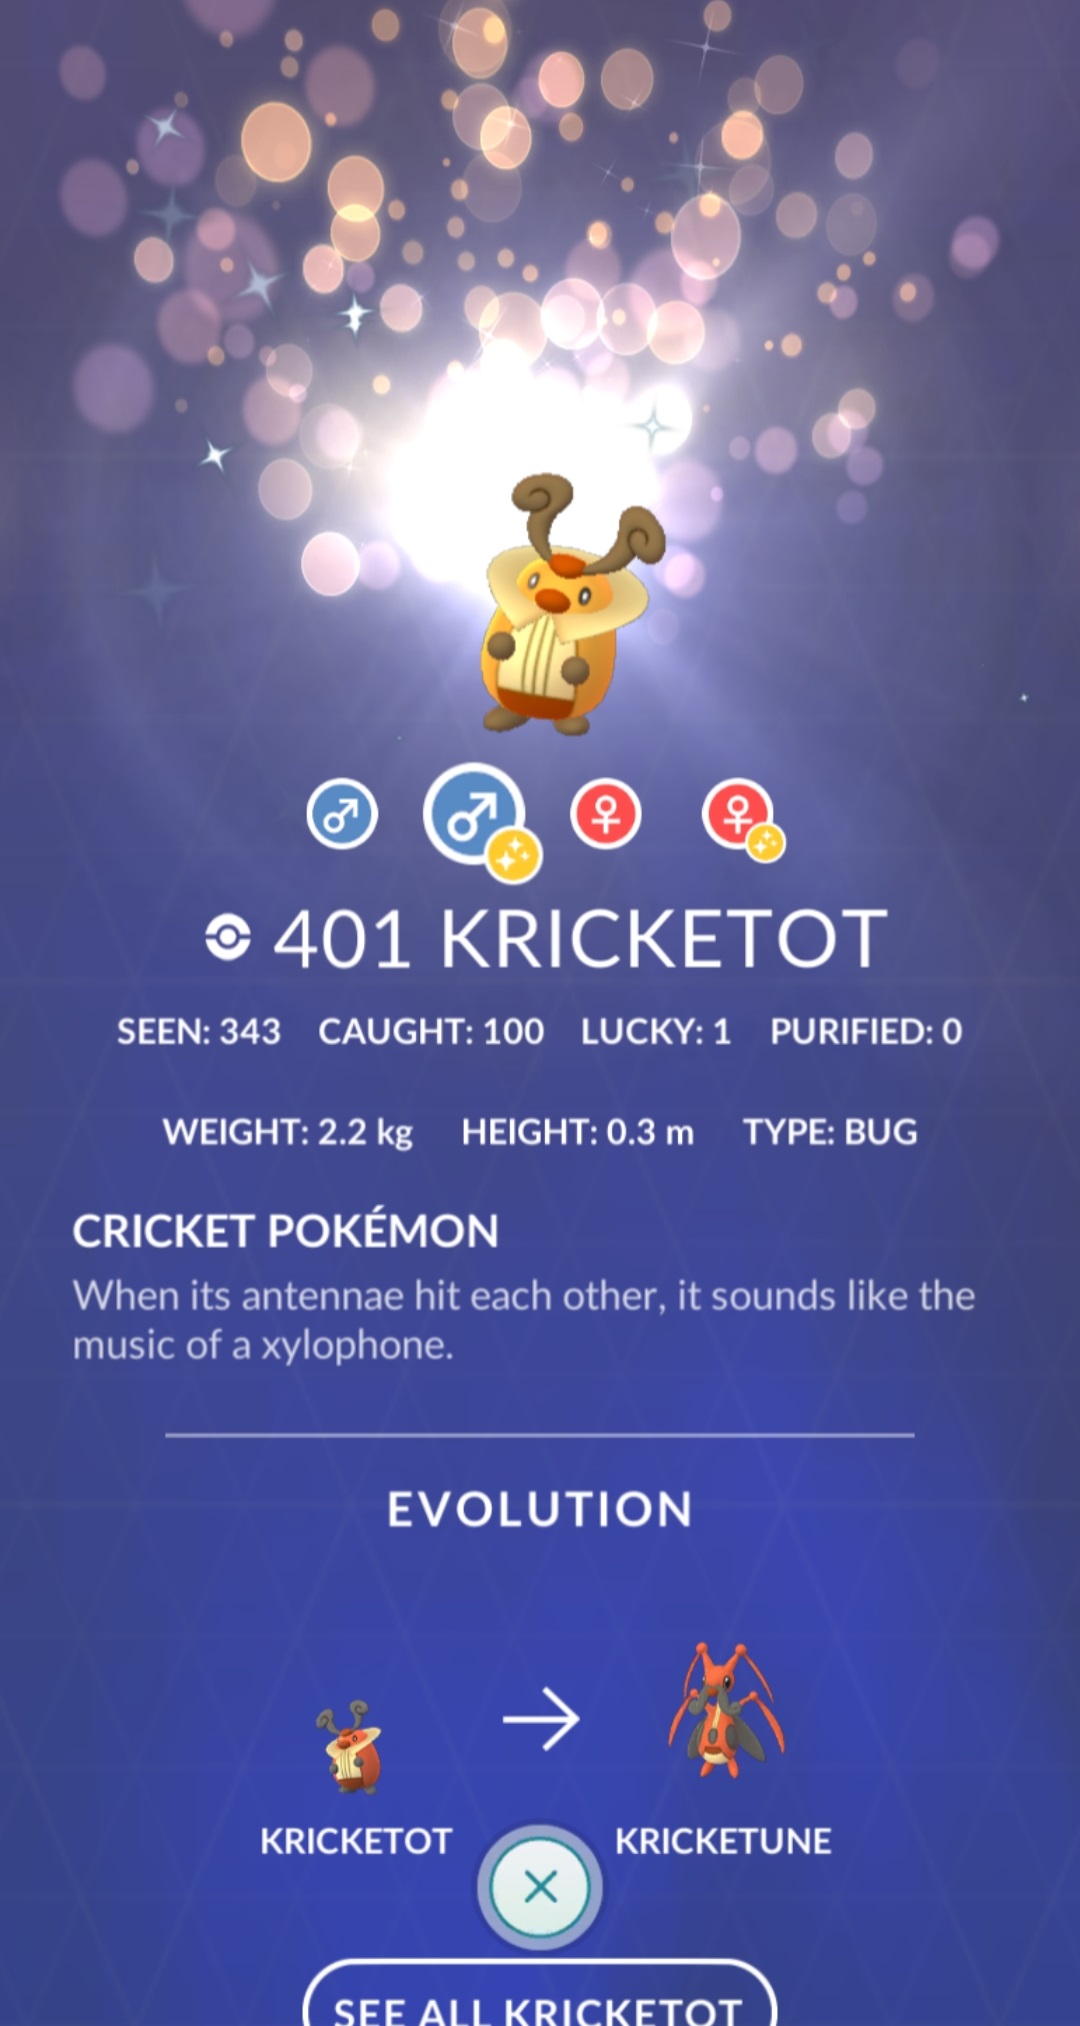 401 KRICKETOT
SEEN: 343 CAUGHT: 100 LUCKY: 1 PURIFIED: 0
WEIGHT: 2.2 kg HEIGHT: 0.3 m TYPE: BUG
CRICKET POKÉMON
When its antennae hit each other, it sounds like the
music of a xylophone.
EVOLUTION
KRICKETOT KRICKETUNE
SEE ALL KRICKETOT